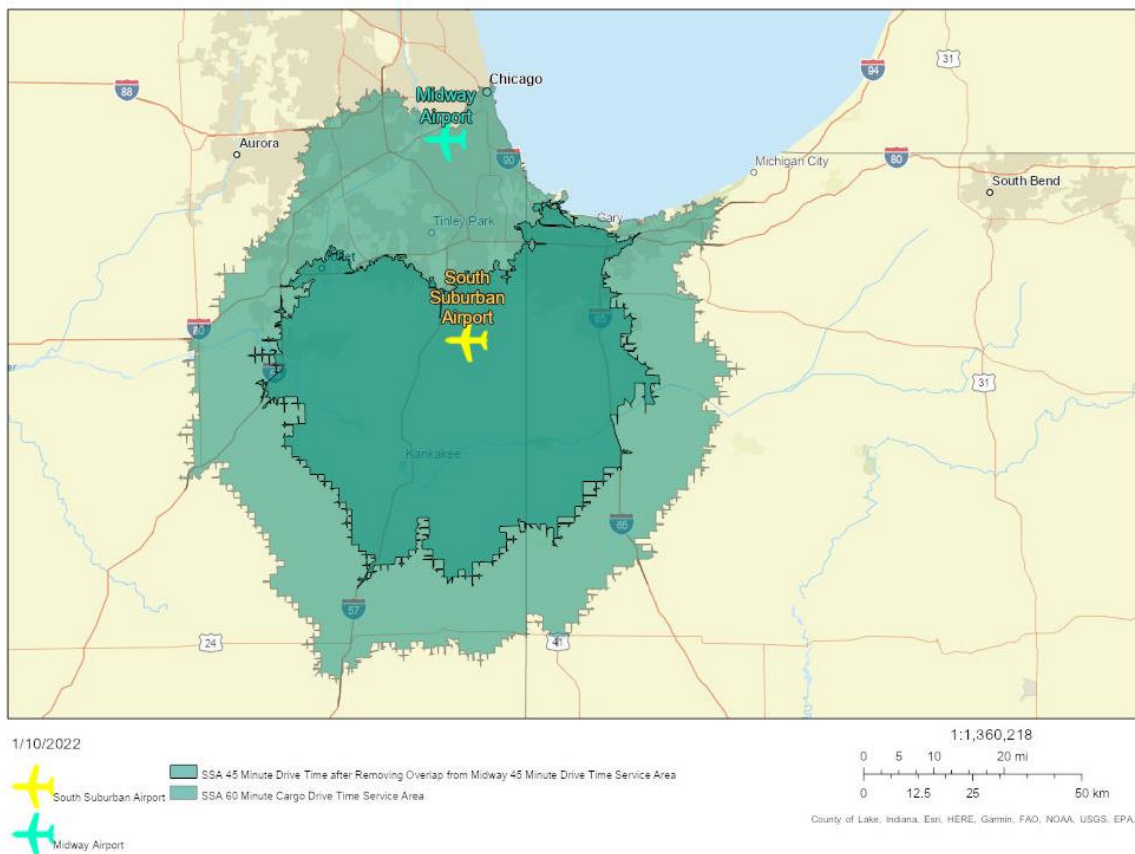 Chicago
88
31
94
Midway
Airport
Aurora
90
80
Michigan City
South Bend
Tinley Park
Gary
South
Suburban
Airport
80
65
31
Kankakee
65
57
24
41
1/10/2022
1:1,360,218
0 5 10 20 mi
0 12.5 25 50 km
South Suburban Airport
SSA 45 Minute Drive Time after Removing Overlap from Midway 45 Minute Drive Time Service Area
SSA 60 Minute Cargo Drive Time Service Area
Midway Airport
County of Lake, Indiana, Esri, HERE, Garmin, FAO, NOAA, USGS, EPA,